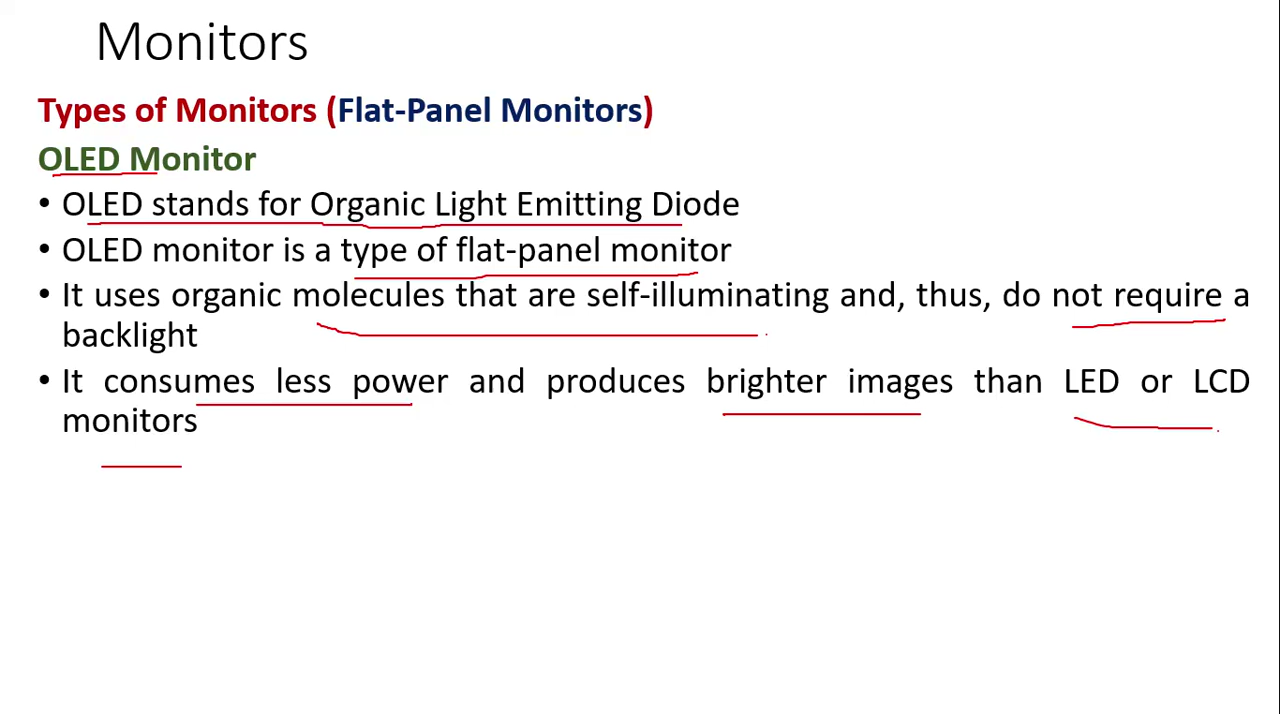 Monitors
Types of Monitors (Flat-Panel Monitors)
OLED Monitor
• OLED stands for Organic Light Emitting Diode
• OLED monitor is a type of flat-panel monitor
• It uses organic molecules that are self-illuminating and, thus, do not require a
backlight
• It consumes less power and produces brighter images than LED or LCD
monitors